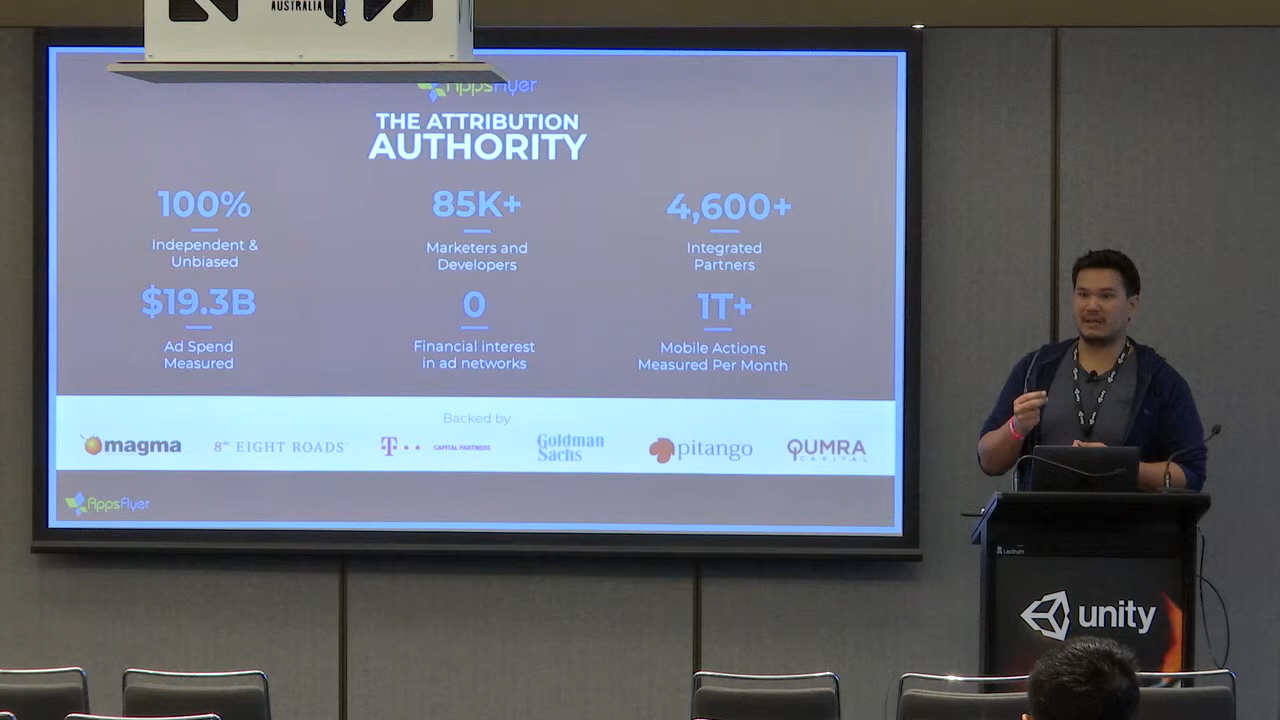 AUSTRALIA
AppsFlyer
THE ATTRIBUTION
AUTHORITY
100%
Independent &
Unbiased
85K+
Marketers and
Developers
4,600+
Integrated
Partners
$19.3B
Ad Spend
Measured
0
Financial interest
in ad networks
1T+
Mobile Actions
Measured Per Month
Backed by
magma
8 EIGHT ROADS
T
CAPITAL PARTNERS
Goldman
Sachs
pitango
QUMRA
CAPITAL
AppsFlyer
Lectrum
unity